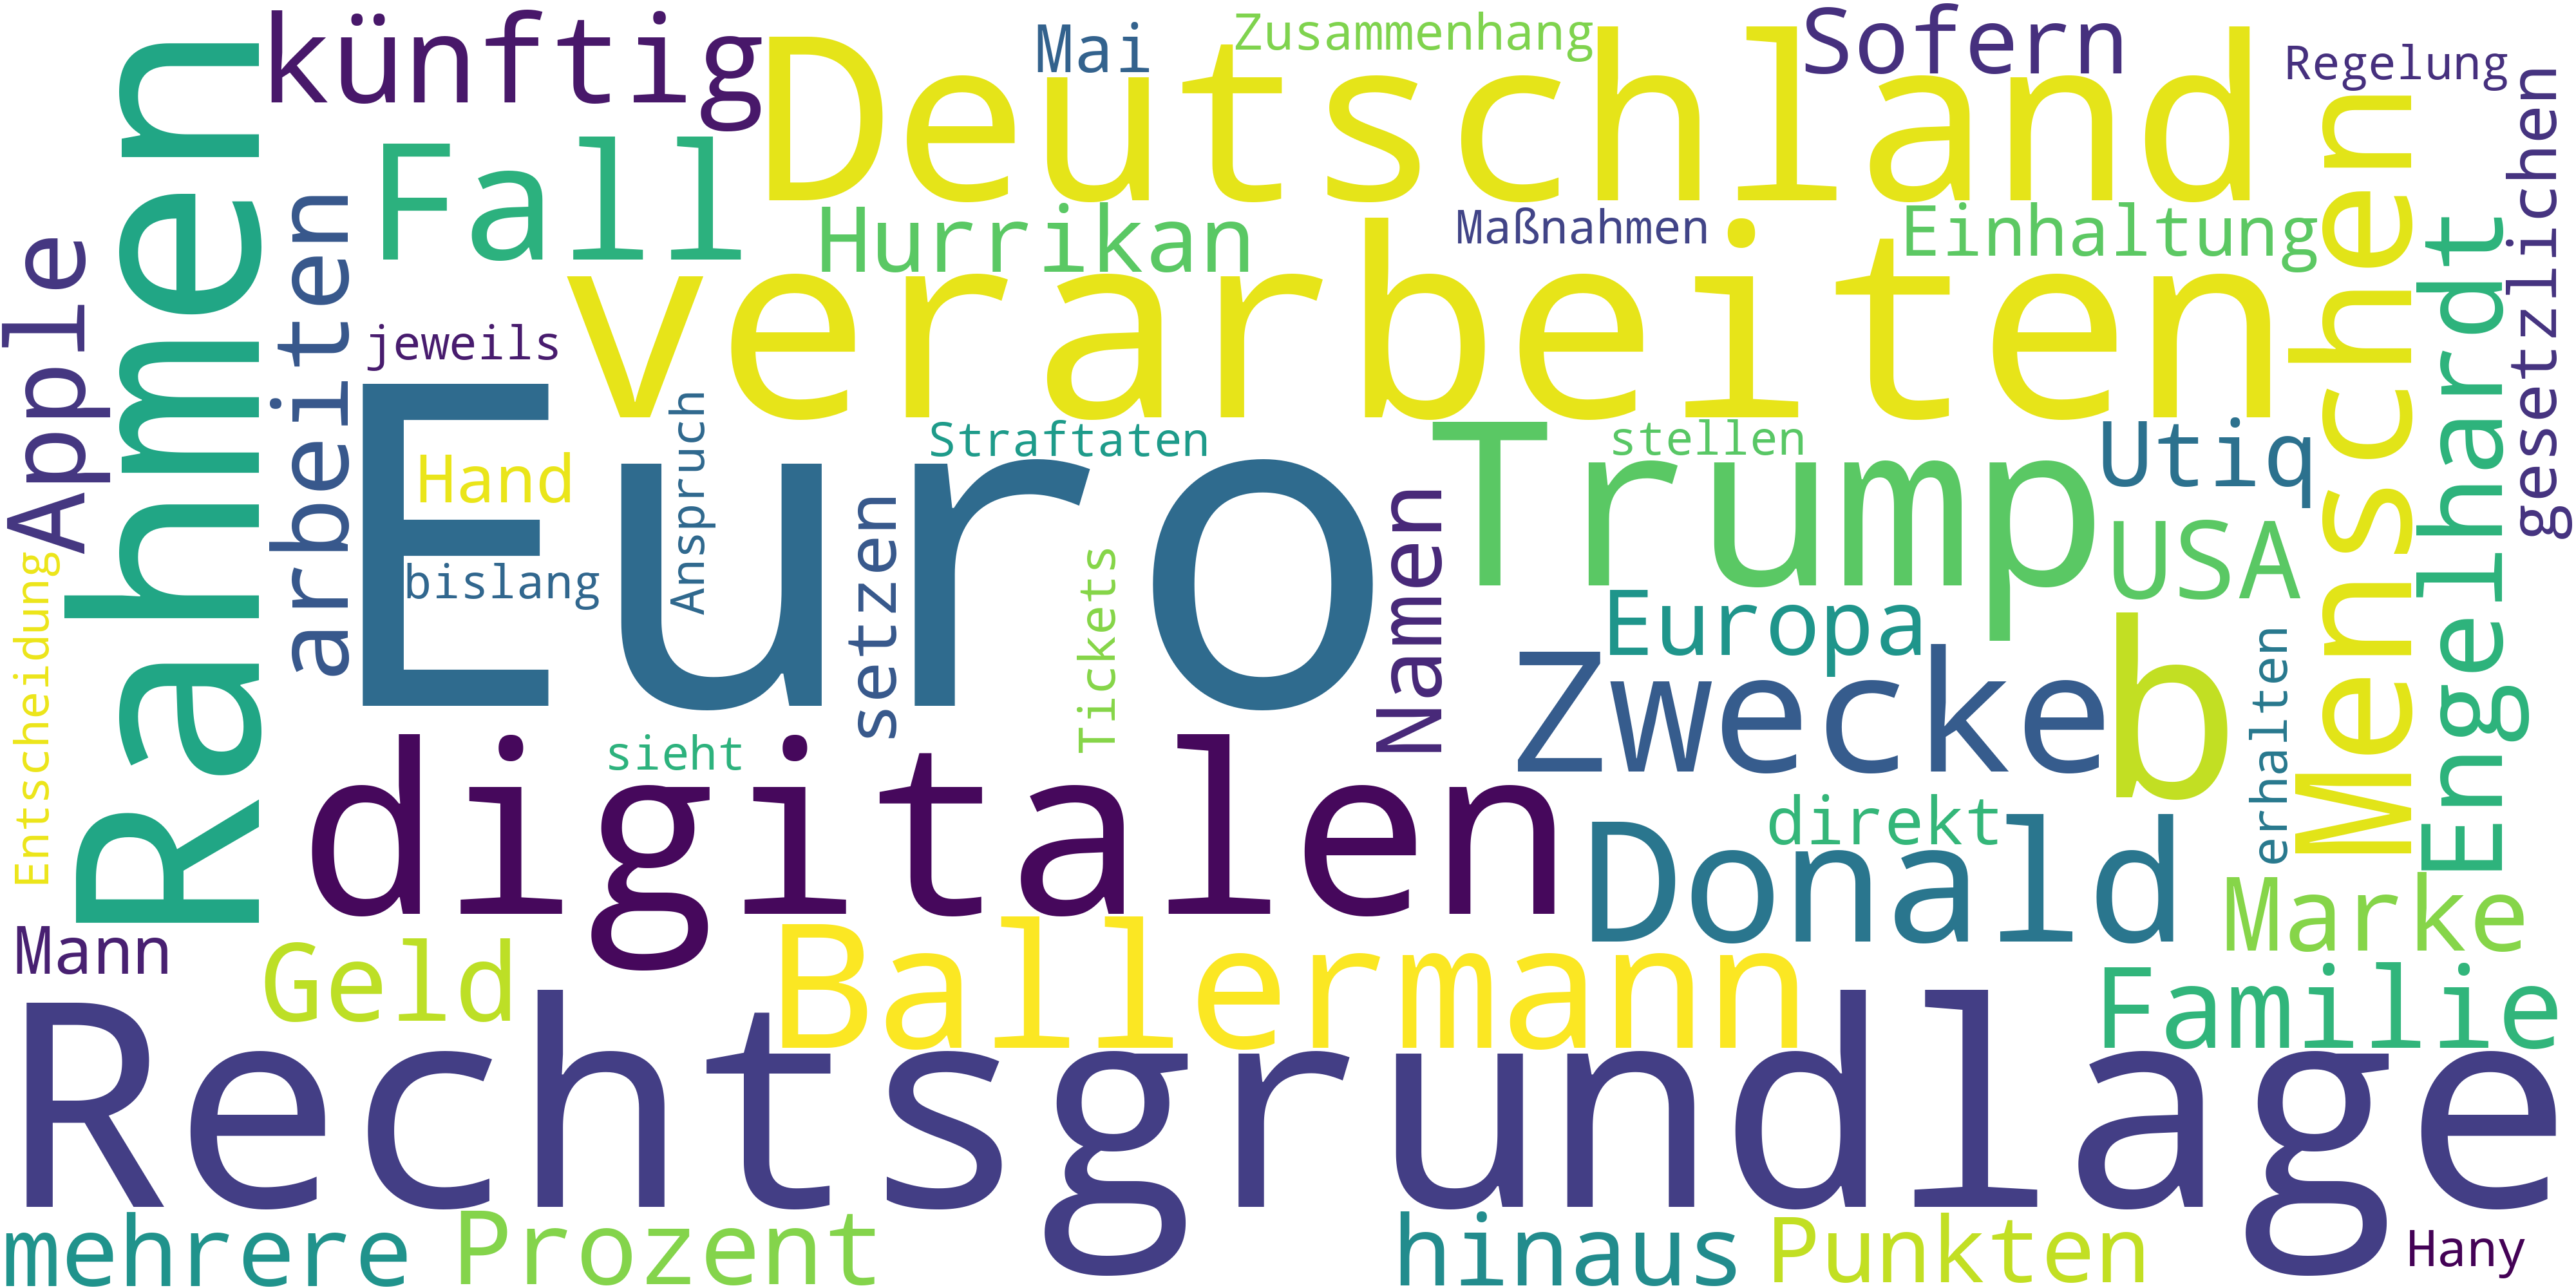 künftig
Deutschland
Mai
Zusammenhang
Sofern
Regelung
Rahmen
Fall
arbeiten
Hurrikan
Maßnahmen
Einhaltung
Menschen
gesetzlichen
Apple
jeweils
verarbeiten
Engelhardt
Euro
Hand
Anspruch
Straftaten
stellen
Trump
Utiq
bislang
setzen
Tickets
Namen
USA
Europa
Entscheidung
Zwecke
b
erhalten
sieht
digitalen
direkt
Donald
Marke
Mann
Geld
Ballermann
Familie
Rechtsgrundlage
mehrere
Prozent
hinaus
Punkten
Hany